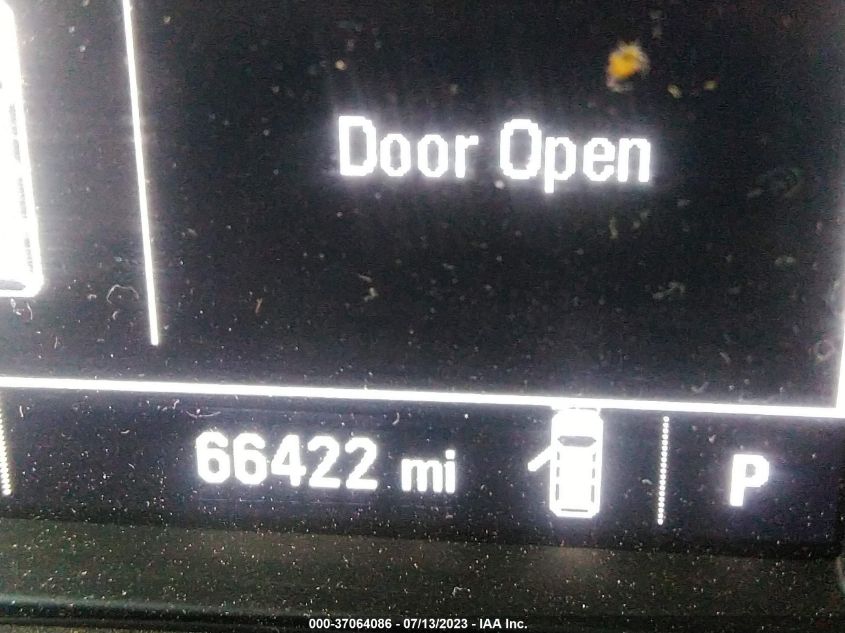 Door Open
66422 mi
P
000-37064086 - 07/13/2023 - IAA Inc.